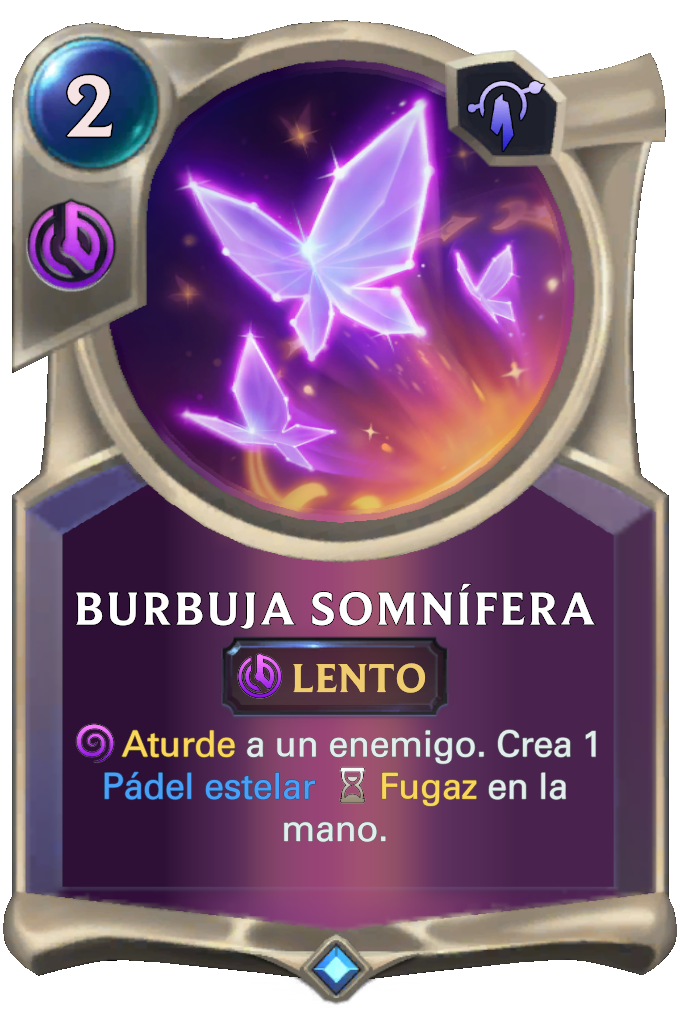 2
BURBUJA SOMNÍFERA
LENTO
Aturde a un enemigo. Crea 1
Pádel estelar Fugaz en la
mano.